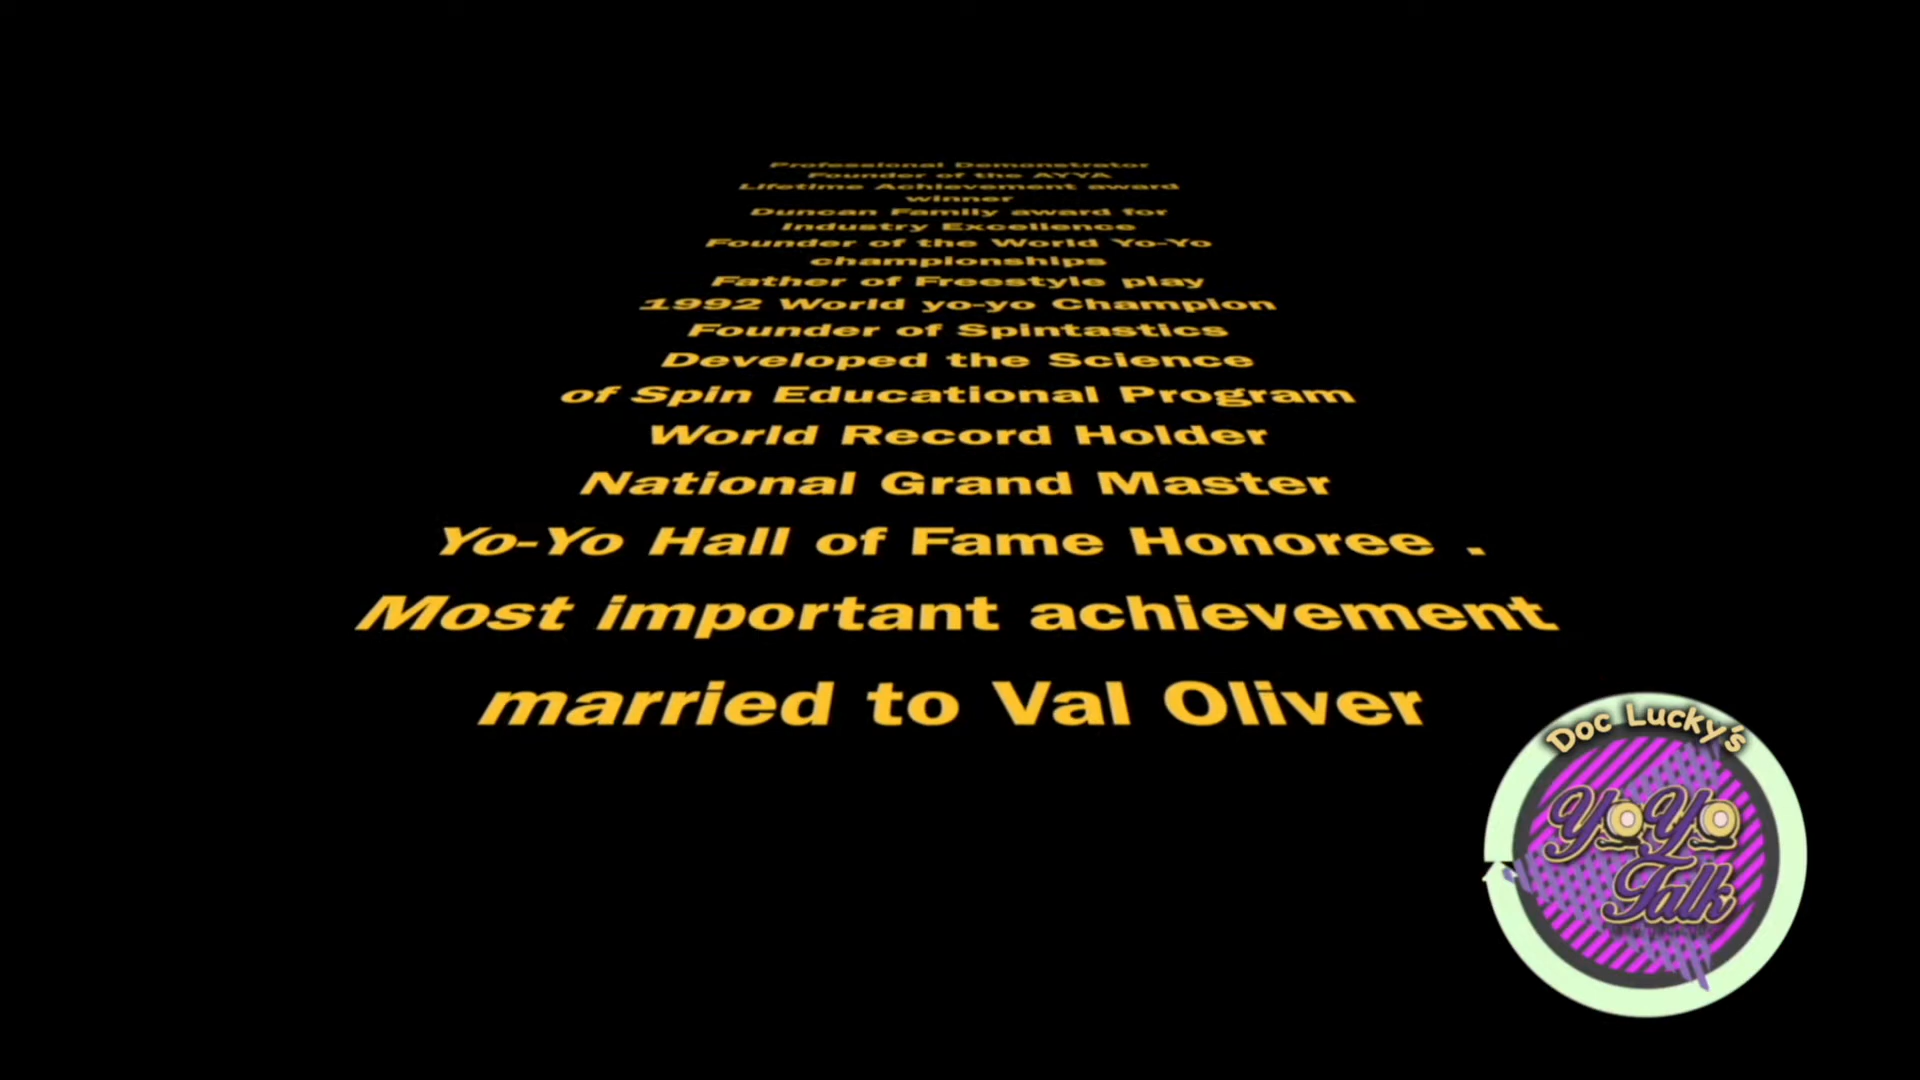 Professional Demonstrator
Founder of the AYYA
Lifetime Achievement award
winner
Duncan Family award for
Industry Excellence
Founder of the World Yo-Yo
championships
Father of Freestyle play
1992 World yo-yo Champion
Founder of Spintastics
Developed the Science
of Spin Educational Program
World Record Holder
National Grand Master
Yo-Yo Hall of Fame Honoree .
Most important achievement
married to Val Oliver
Doc Lucky's
YoYo
Talk